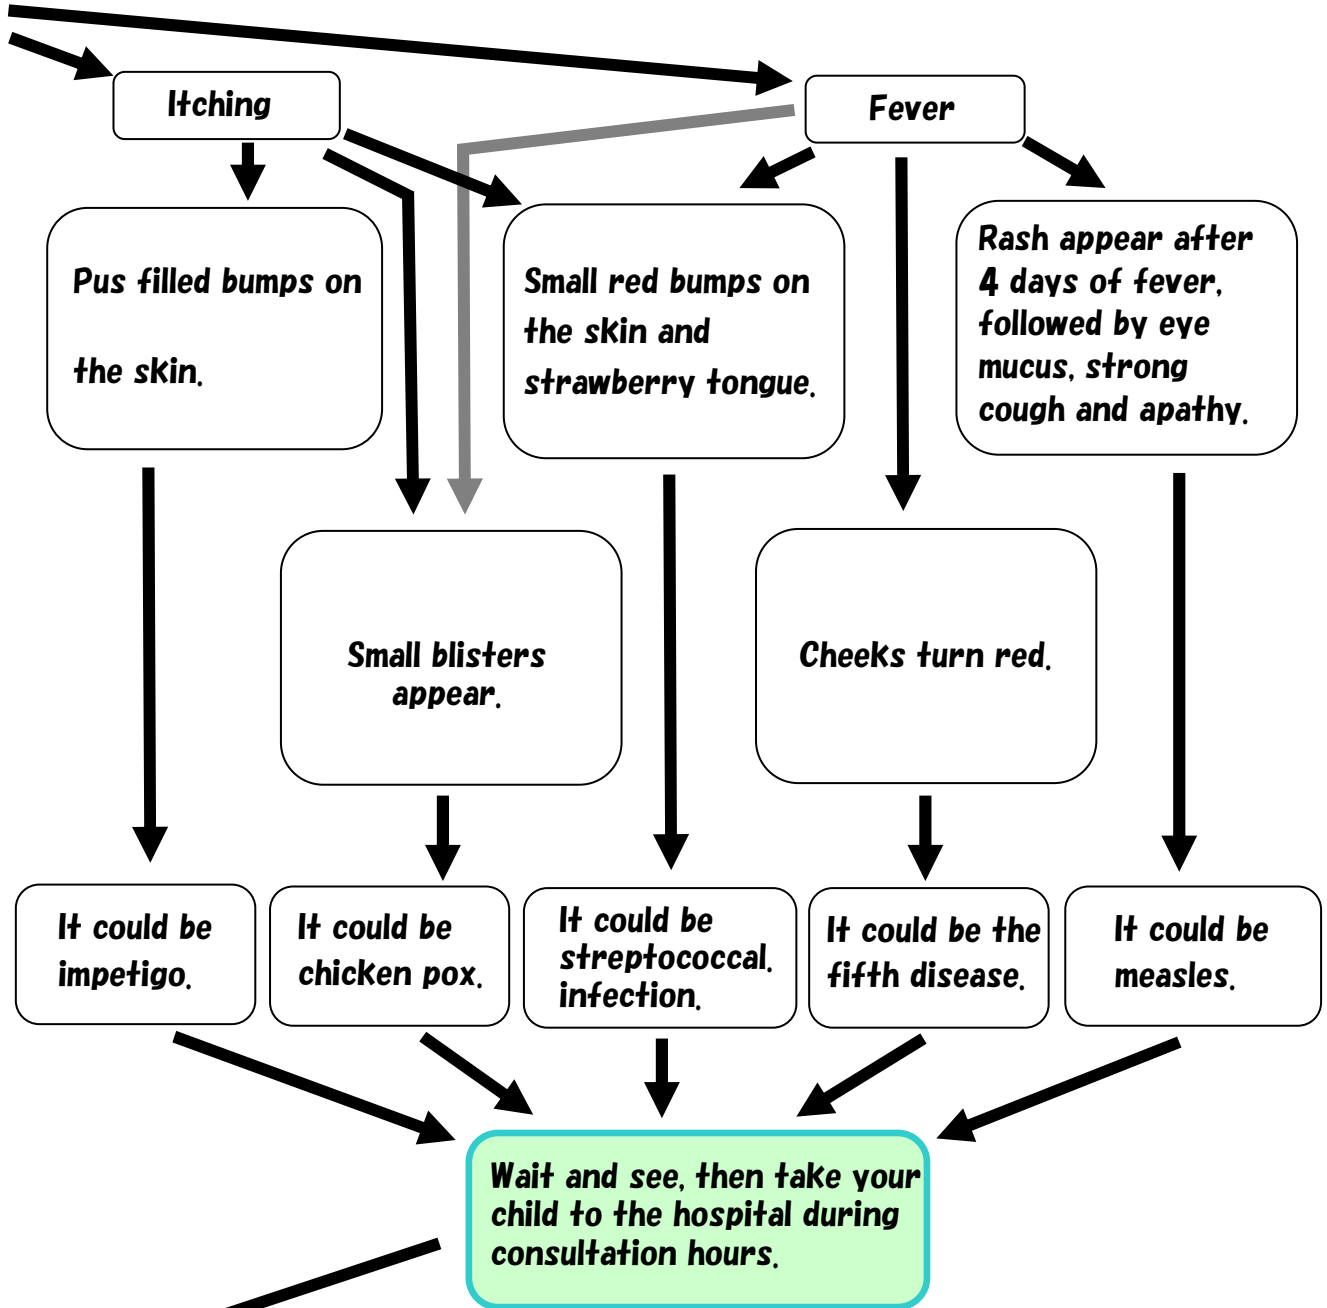 Itching
Fever
Pus filled bumps on
the skin.
Small red bumps on
the skin and
strawberry tongue.
Rash appear after
4 days of fever,
followed by eye
mucus, strong
cough and apathy.
Small blisters
appear.
Cheeks turn red.
It could be
impetigo.
It could be
chicken pox.
It could be
streptococcal.
infection.
It could be the
fifth disease.
It could be
measles.
Wait and see, then take your
child to the hospital during
consultation hours.